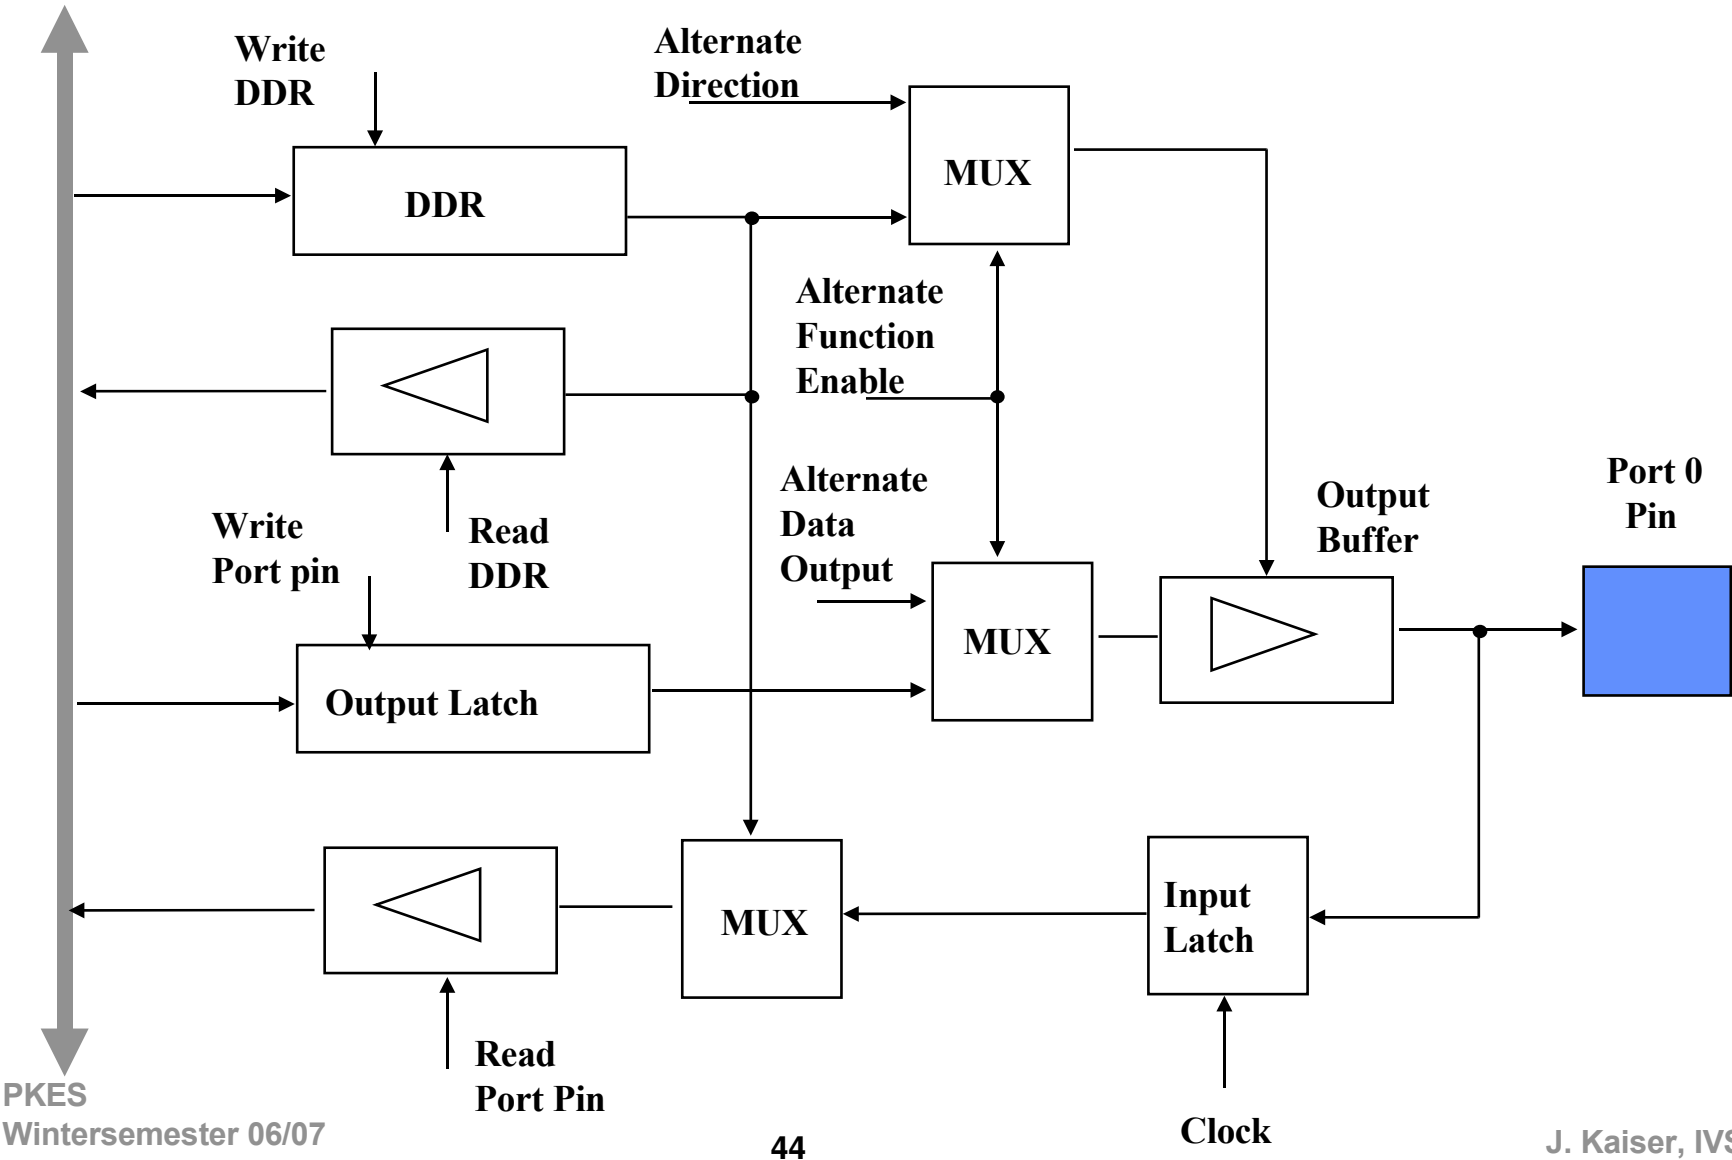 Write
DDR
Alternate
Direction
DDR
MUX
Alternate
Function
Enable
Write
Port pin
Read
DDR
Alternate
Data
Output
Output
Buffer
Port 0
Pin
MUX
Output Latch
MUX
Input
Latch
Read
Port Pin
Clock
PKES
Wintersemester 06/07
44
J. Kaiser, IVS